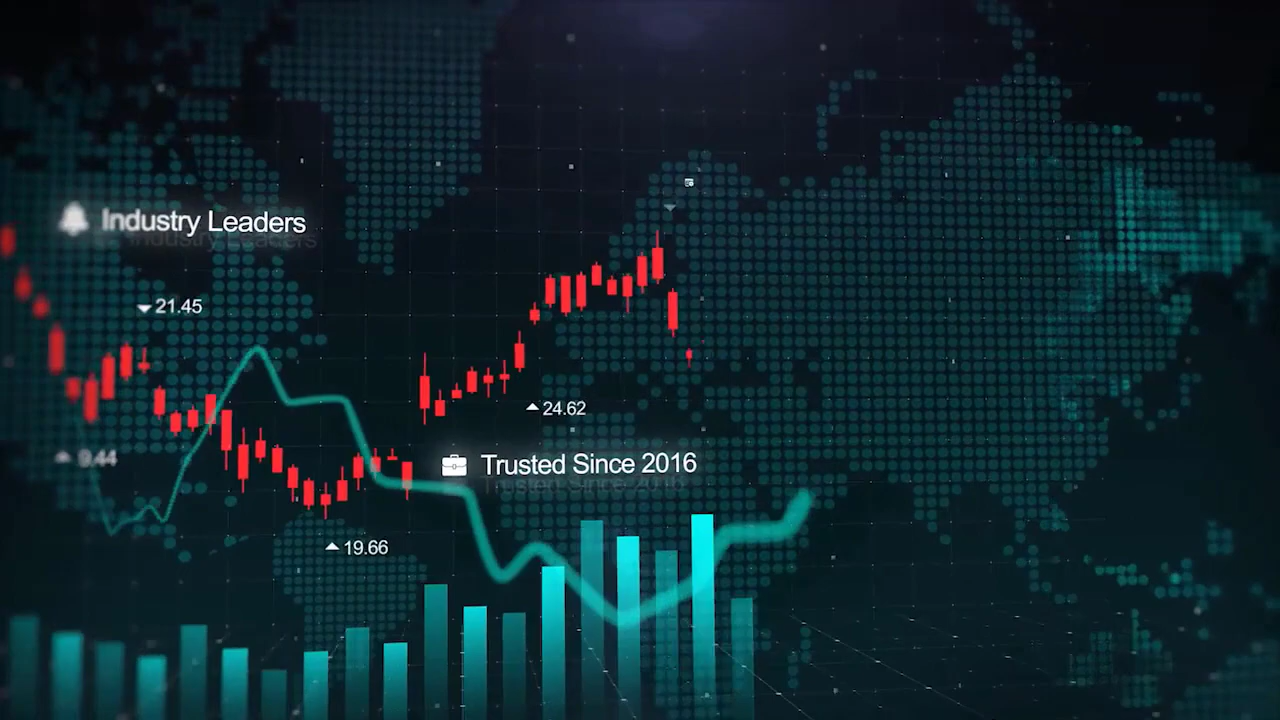 Industry Leaders
21.45
24.62
9.44
Trusted Since 2016
19.66